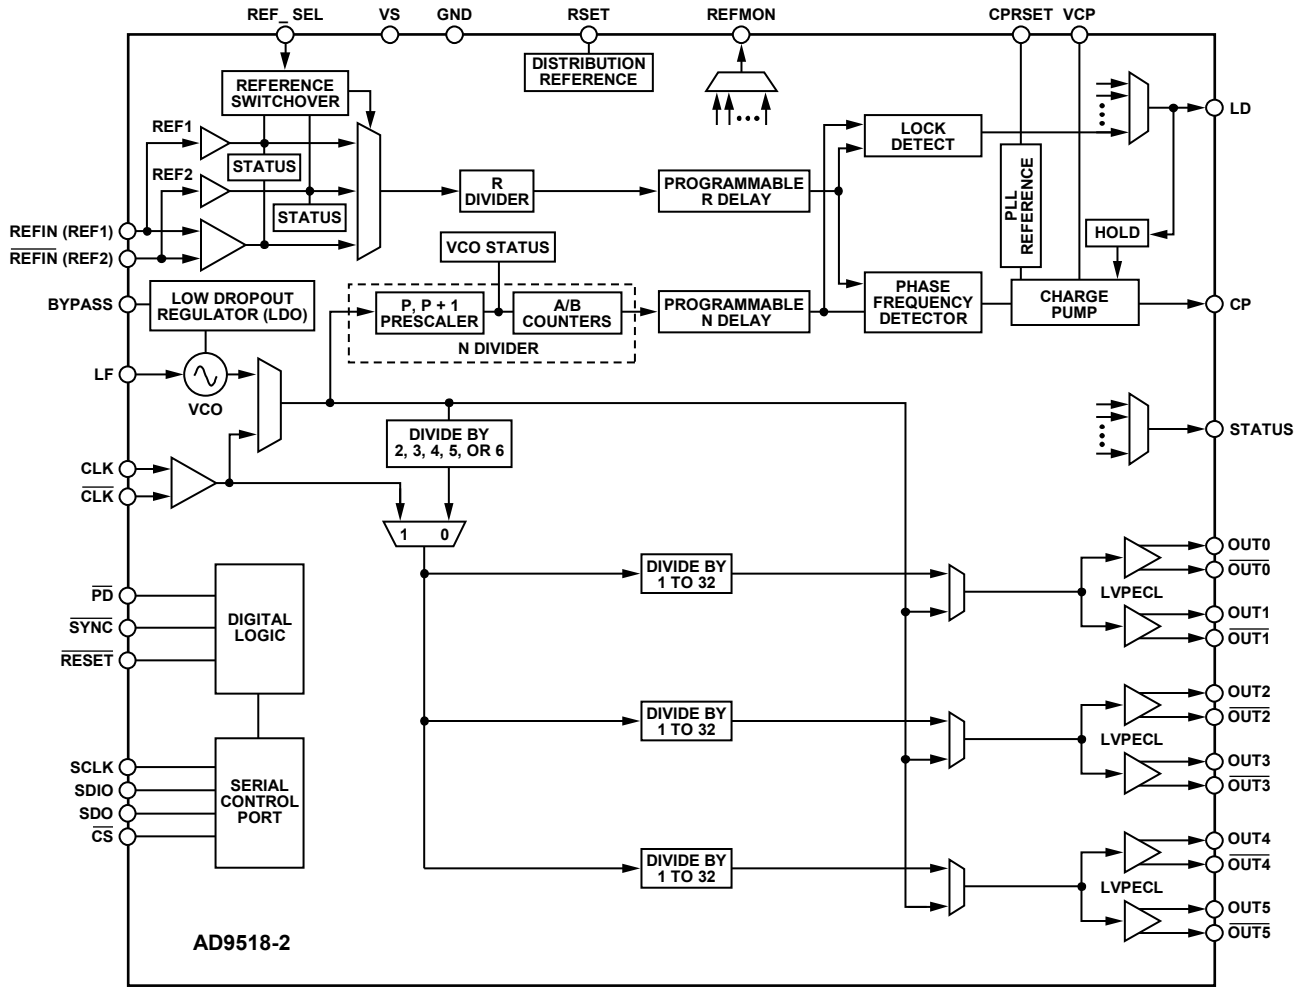 REF_SEL VS GND RSET REFMON CPRSET VCP
DISTRIBUTION
REFERENCE
REFERENCE
SWITCHOVER
REF1
STATUS
REF2
STATUS
R
DIVIDER
PROGRAMMABLE
R DELAY
LOCK
DETECT
LD
PLL
REFERENCE
HOLD
REFIN (REF1)
REFIN (REF2)
BYPASS
LOW DROPOUT
REGULATOR (LDO)
VCO STATUS
P, P + 1
PRESCALER
A/B
COUNTERS
N DIVIDER
PROGRAMMABLE
N DELAY
PHASE
FREQUENCY
DETECTOR
CHARGE
PUMP
CP
LF
VCO
STATUS
DIVIDE BY
2, 3, 4, 5, OR 6
CLK
CLK
1 0
PD
SYNC
RESET
DIGITAL
LOGIC
DIVIDE BY
1 TO 32
LVPECL
OUT0
OUT0
OUT1
OUT1
DIVIDE BY
1 TO 32
LVPECL
OUT2
OUT2
OUT3
OUT3
SCLK
SDIO
SDO
CS
SERIAL
CONTROL
PORT
DIVIDE BY
1 TO 32
LVPECL
OUT4
OUT4
OUT5
OUT5
AD9518-2